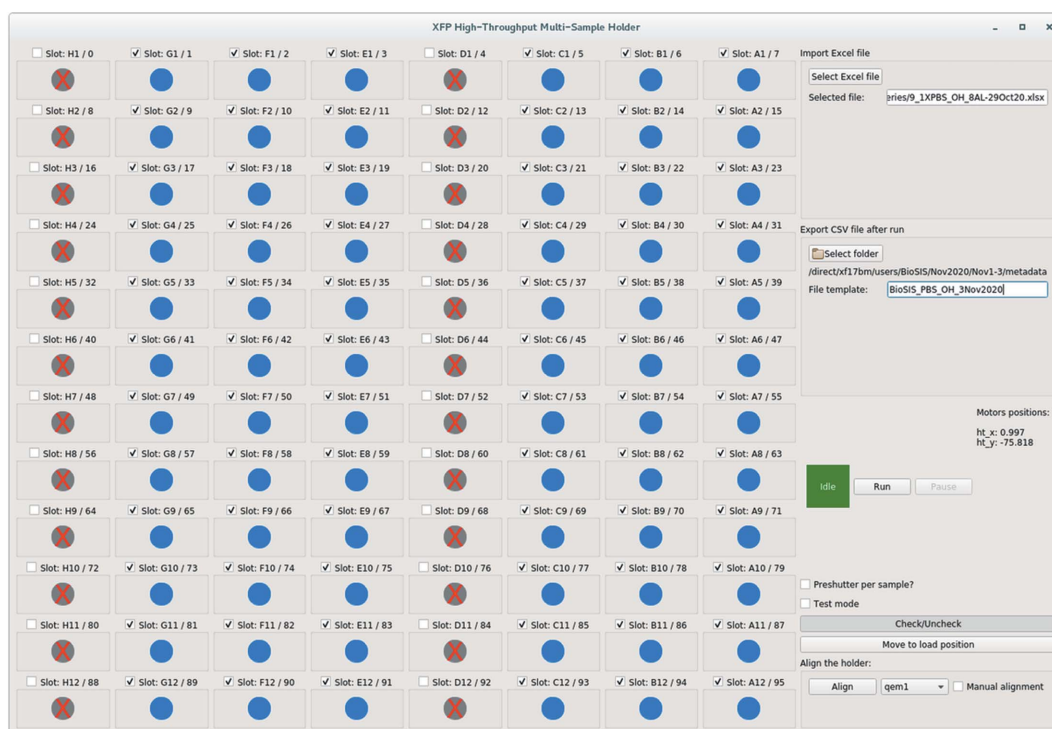 XFP High-Throughput Multi-Sample Holder
Slot: H1 / 0 Slot: G1 / 1 Slot: F1 / 2 Slot: E1 / 3 Slot: D1 / 4 Slot: C1 / 5 Slot: B1 / 6 Slot: A1 / 7
Slot: H2 / 8 Slot: G2 / 9 Slot: F2 / 10 Slot: E2 / 11 Slot: D2 / 12 Slot: C2 / 13 Slot: B2 / 14 Slot: A2 / 15
Slot: H3 / 16 Slot: G3 / 17 Slot: F3 / 18 Slot: E3 / 19 Slot: D3 / 20 Slot: C3 / 21 Slot: B3 / 22 Slot: A3 / 23
Slot: H4 / 24 Slot: G4 / 25 Slot: F4 / 26 Slot: E4 / 27 Slot: D4 / 28 Slot: C4 / 29 Slot: B4 / 30 Slot: A4 / 31
Slot: H5 / 32 Slot: G5 / 33 Slot: F5 / 34 Slot: E5 / 35 Slot: D5 / 36 Slot: C5 / 37 Slot: B5 / 38 Slot: A5 / 39
Slot: H6 / 40 Slot: G6 / 41 Slot: F6 / 42 Slot: E6 / 43 Slot: D6 / 44 Slot: C6 / 45 Slot: B6 / 46 Slot: A6 / 47
Slot: H7 / 48 Slot: G7 / 49 Slot: F7 / 50 Slot: E7 / 51 Slot: D7 / 52 Slot: C7 / 53 Slot: B7 / 54 Slot: A7 / 55
Slot: H8 / 56 Slot: G8 / 57 Slot: F8 / 58 Slot: E8 / 59 Slot: D8 / 60 Slot: C8 / 61 Slot: B8 / 62 Slot: A8 / 63
Slot: H9 / 64 Slot: G9 / 65 Slot: F9 / 66 Slot: E9 / 67 Slot: D9 / 68 Slot: C9 / 69 Slot: B9 / 70 Slot: A9 / 71
Slot: H10 / 72 Slot: G10 / 73 Slot: F10 / 74 Slot: E10 / 75 Slot: D10 / 76 Slot: C10 / 77 Slot: B10 / 78 Slot: A10 / 79
Slot: H11 / 80 Slot: G11 / 81 Slot: F11 / 82 Slot: E11 / 83 Slot: D11 / 84 Slot: C11 / 85 Slot: B11 / 86 Slot: A11 / 87
Slot: H12 / 88 Slot: G12 / 89 Slot: F12 / 90 Slot: E12 / 91 Slot: D12 / 92 Slot: C12 / 93 Slot: B12 / 94 Slot: A12 / 95
Import Excel file
Select Excel file
Selected file: eries/9_1XPBS_OH_8AL-29Oct20.xlsx
Export CSV file after run
Select folder
/direct/xf17bm/users/BioSIS/Nov2020/Nov1-3/metadata
File template: BioSIS_PBS_OH_3Nov2020
Motors positions:
ht_x: 0.997
ht_y: -75.818
Idle Run Pause
Preshutter per sample?
Test mode
Check/Uncheck
Move to load position
Align the holder:
Align qem1 Manual alignment